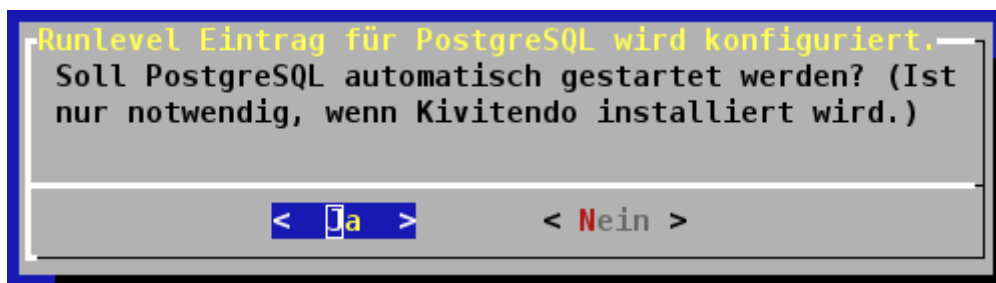 Runlevel Eintrag für PostgreSQL wird konfiguriert.
Soll PostgreSQL automatisch gestartet werden? (Ist
nur notwendig, wenn Kivitendo installiert wird.)
<  Ja  > < Nein >